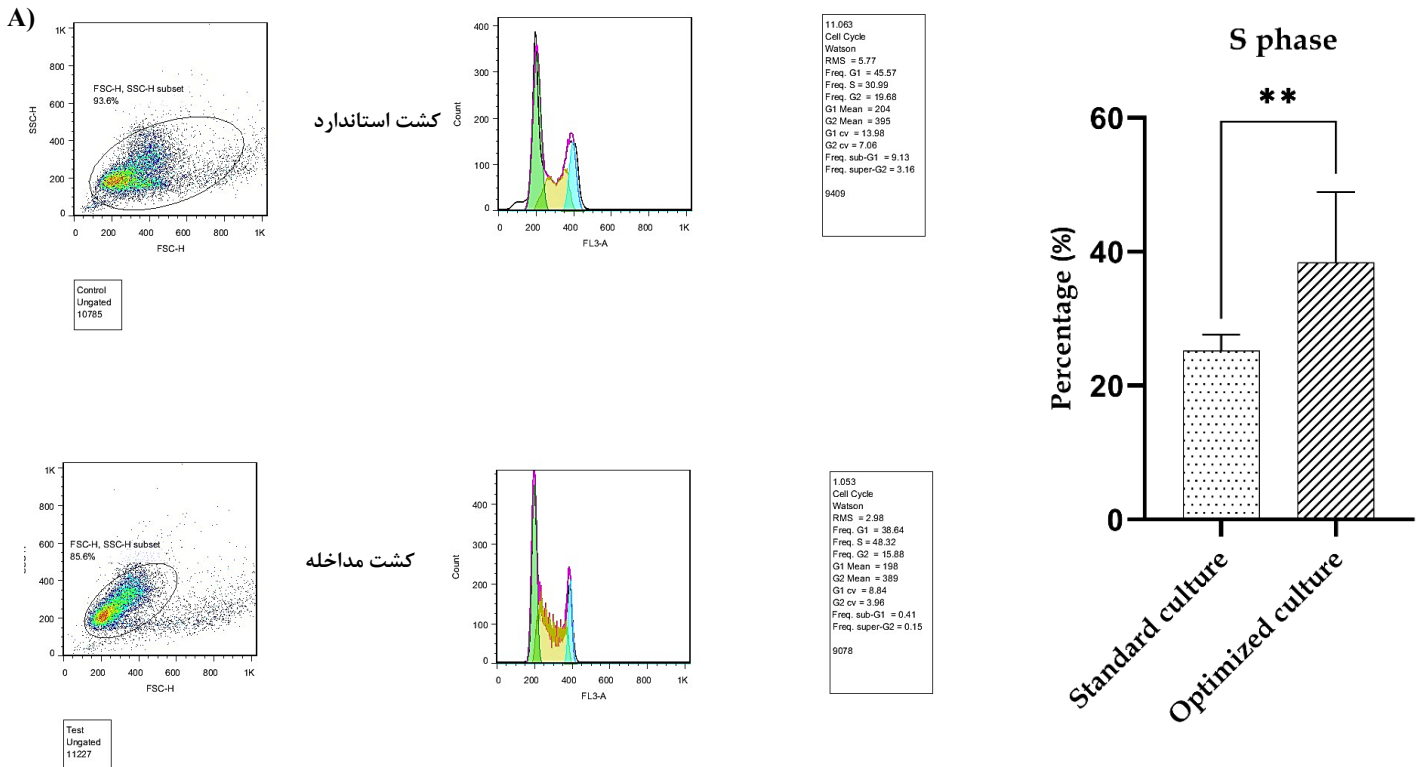 A)
1K
800
600
400
200
0
SSC-H
FSC-H, SSC-H subset
93.6%
0 200 400 600 800 1K
FSC-H
Control
Ungated
10785
کشت استاندارد
400
300
200
100
0
Count
0 200 400 600 800 1K
FL3-A
11.063
Cell Cycle
Watson
RMS = 5.77
Freq. G1 = 45.57
Freq. S = 30.99
Freq. G2 = 19.68
G1 Mean = 204
G2 Mean = 395
G1 cv = 13.98
G2 cv = 7.06
Freq. sub-G1 = 9.13
Freq. super-G2 = 3.16
9409
1K
800
600
400
200
0
FSC-H, SSC-H subset
85.6%
0 200 400 600 800 1K
FSC-H
Test
Ungated
11227
کشت مداخله
400
300
200
100
0
Count
0 200 400 600 800 1K
FL3-A
1.053
Cell Cycle
Watson
RMS = 2.98
Freq. G1 = 38.64
Freq. S = 48.32
Freq. G2 = 15.88
G1 Mean = 198
G2 Mean = 389
G1 cv = 8.84
G2 cv = 3.96
Freq. sub-G1 = 0.41
Freq. super-G2 = 0.15
9078
S phase
**
60
40
20
0
Percentage (%)
Standard culture
Optimized culture